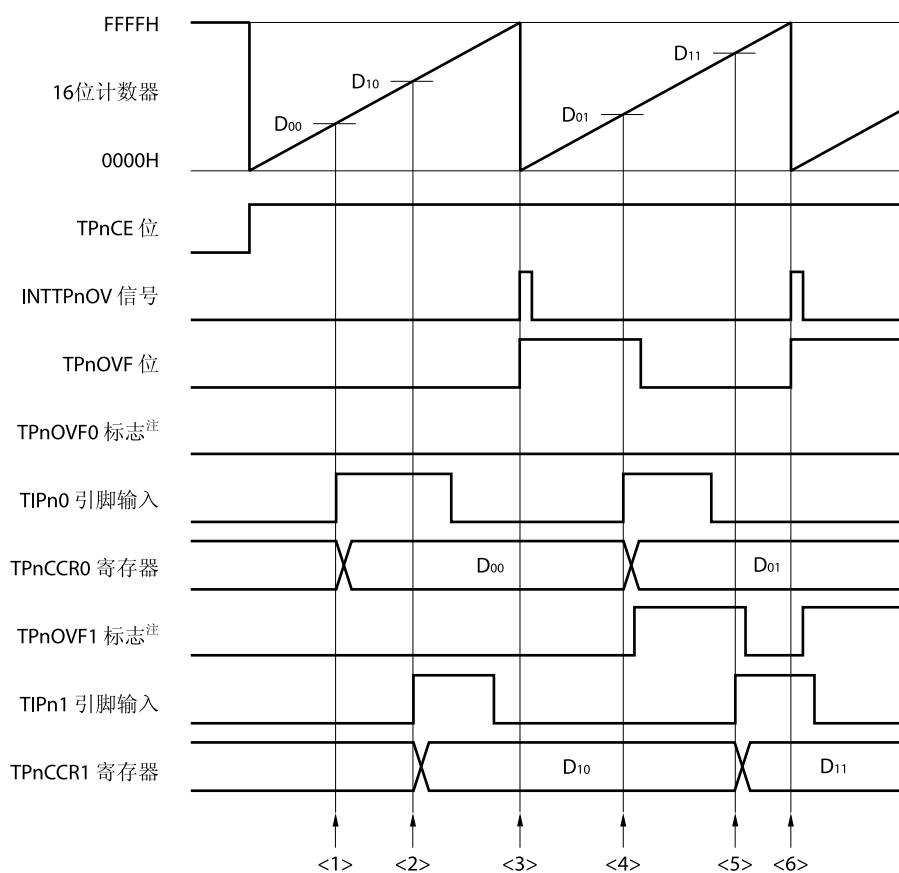 FFFFH
D11
D10
16位计数器
D01
D00
0000H
TPnCE 位
INTTPnOV 信号
TPnOVF 位
TPnOVF0 标志注
TIPn0 引脚输入
TPnCCR0 寄存器
D00
D01
TPnOVF1 标志注
TIPn1 引脚输入
TPnCCR1 寄存器
D10
D11
<1> <2> <3> <4> <5> <6>